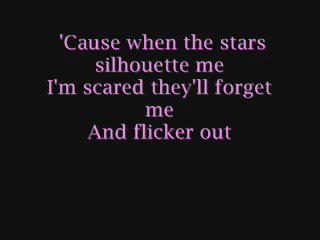 'Cause when the stars
silhouette me
I'm scared they'll forget
me
And flicker out